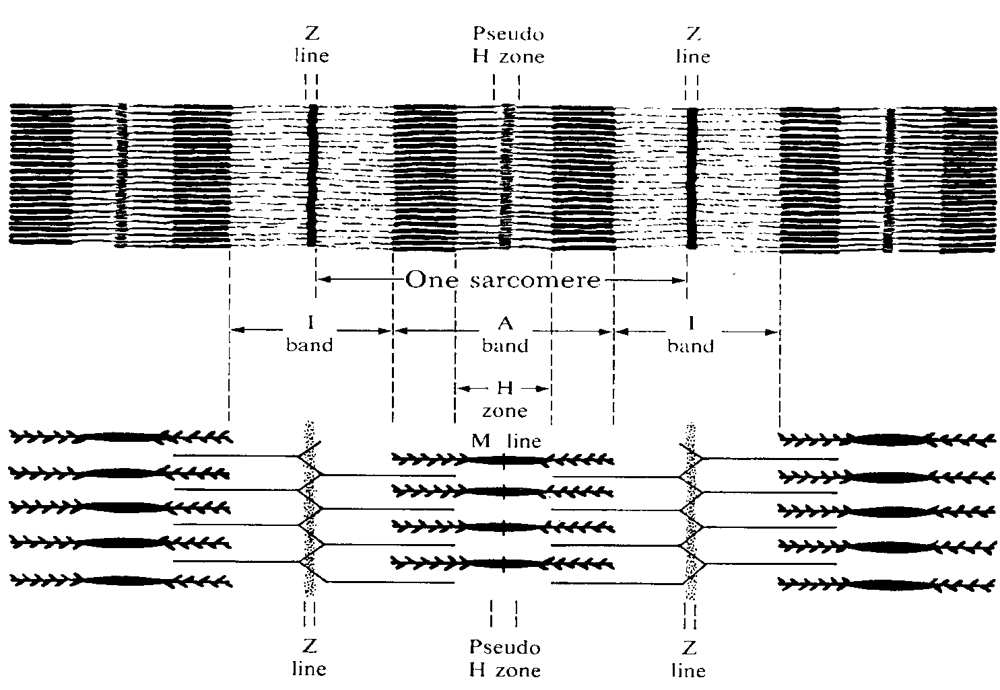 Z
line
Pseudo
H zone
Z
line
One sarcomere
I
band
A
band
I
band
H
zone
M line
Z
line
Pseudo
H zone
Z
line